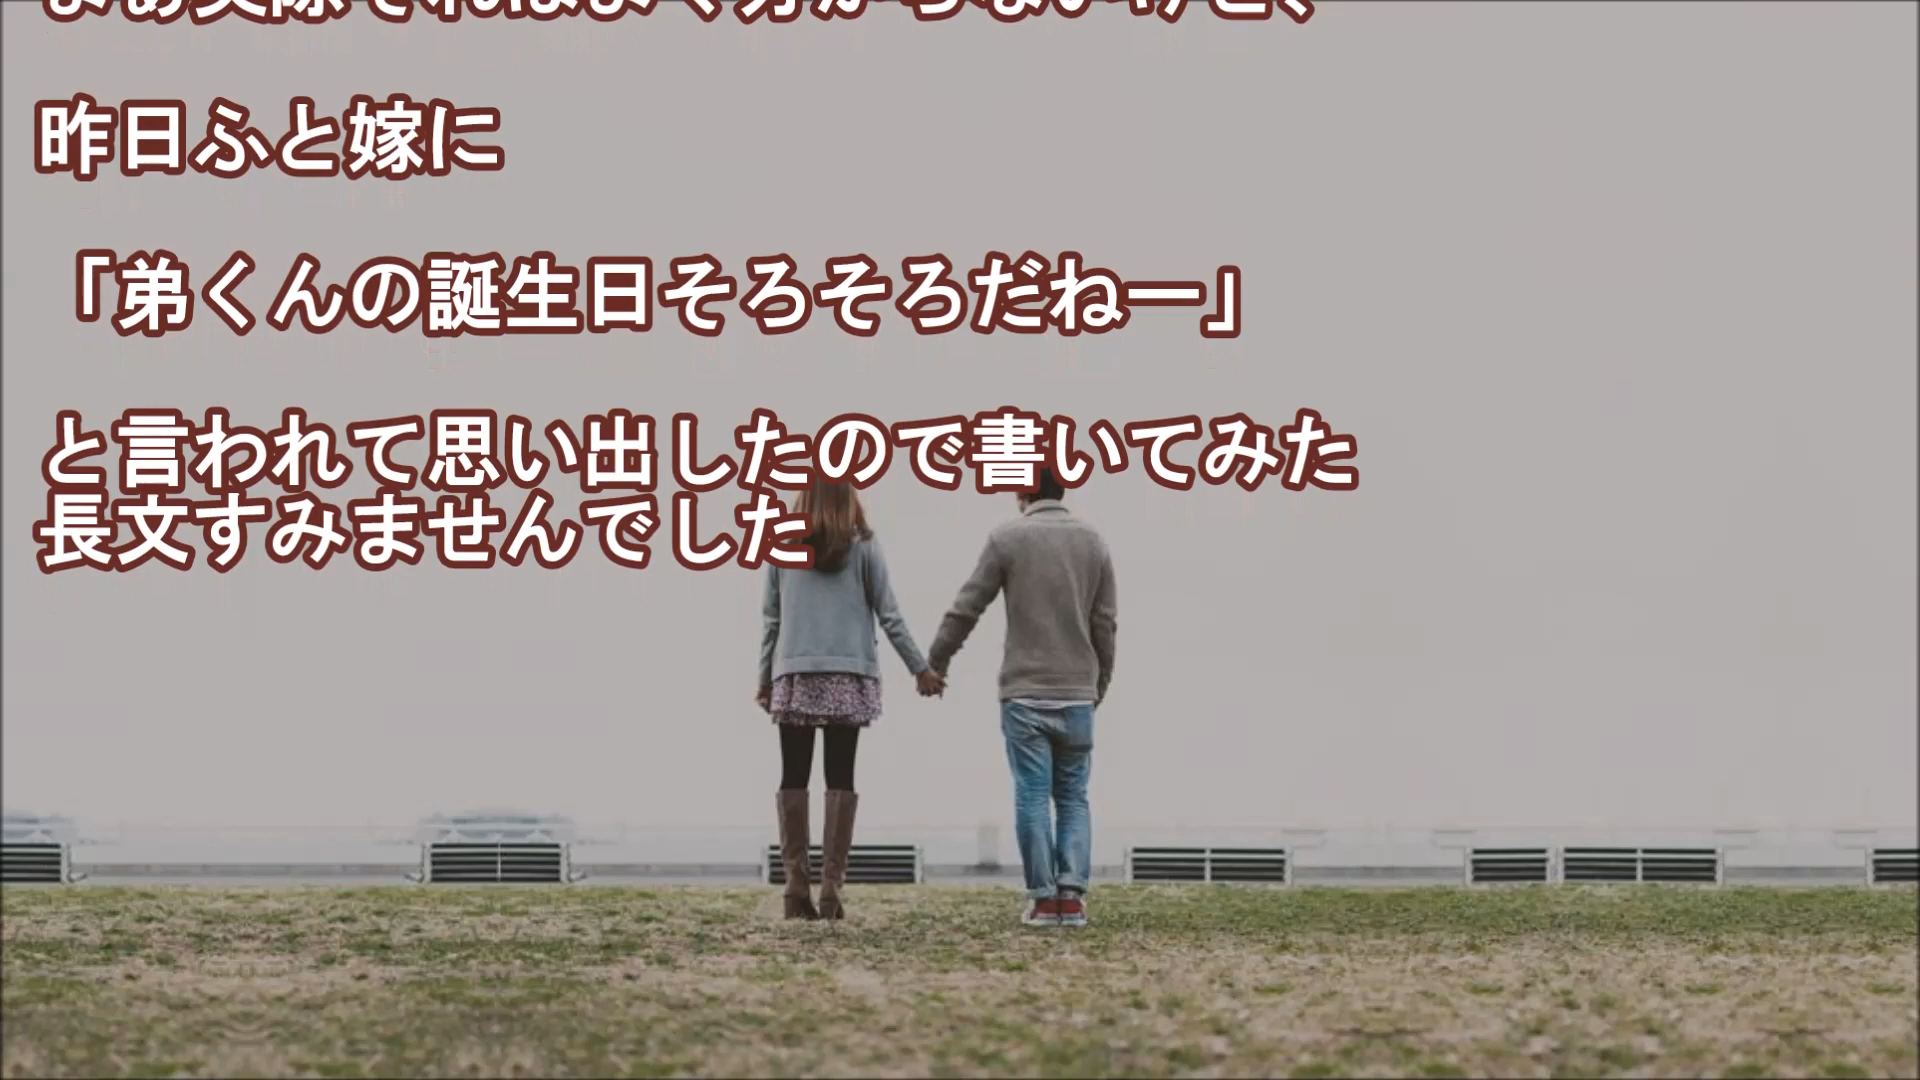 昨日ふと嫁に
「弟くんの誕生日そろそろだねー」
と言われて思い出したので書いてみた
長文すみませんでした